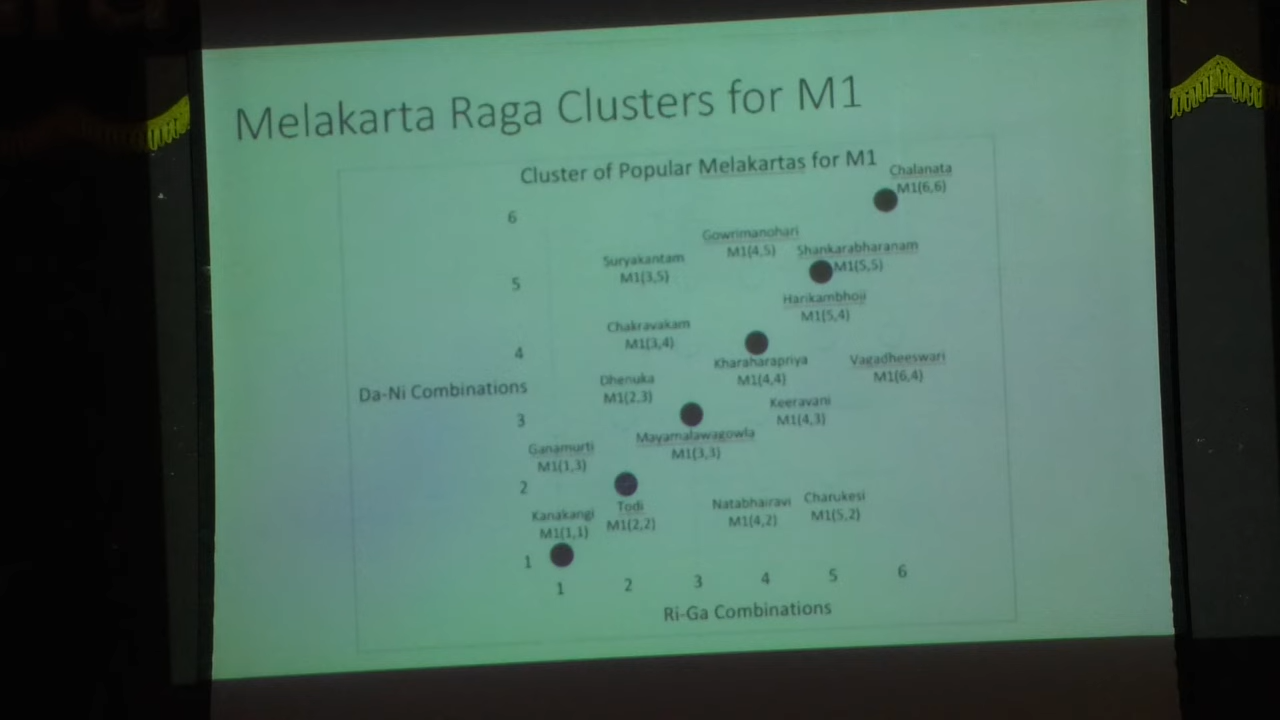 Melakarta Raga Clusters for M1
Cluster of Popular Melakartas for M1
Chalanata
M1(6,6)
6
Gowrimanohari
M1(4,5)
Shankarabharanam
M1(5,5)
Suryakantam
M1(3,5)
5
Harikambhoji
M1(5,4)
Chakravakam
M1(3,4)
4
Kharaharapriya
M1(4,4)
Vagadheeswari
M1(6,4)
Da-Ni Combinations
Dhenuka
M1(2,3)
Keeravani
M1(4,3)
3
Mayamalawagowla
M1(3,3)
Ganamurti
M1(1,3)
2
Todi
M1(2,2)
Natabhairavi
M1(4,2)
Charukesi
M1(5,2)
Kanakangi
M1(1,1)
1
1 2 3 4 5 6
Ri-Ga Combinations